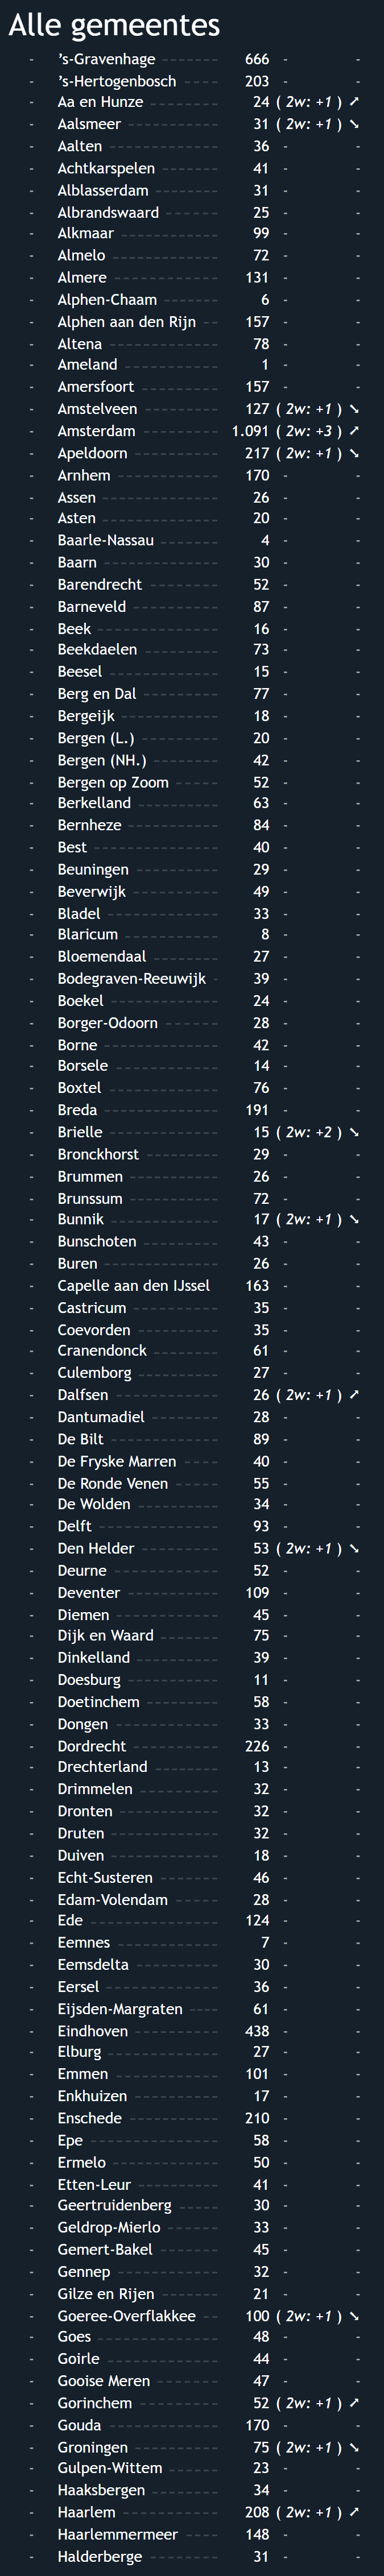 Alle gemeentes
- ’s-Gravenhage 666 - -
- ’s-Hertogenbosch 203 - -
- Aa en Hunze 24 ( 2w: +1 ) ➚
- Aalsmeer 31 ( 2w: +1 ) ➘
- Aalten 36 - -
- Achtkarspelen 41 - -
- Alblasserdam 31 - -
- Albrandswaard 25 - -
- Alkmaar 99 - -
- Almelo 72 - -
- Almere 131 - -
- Alphen-Chaam 6 - -
- Alphen aan den Rijn 157 - -
- Altena 78 - -
- Ameland 1 - -
- Amersfoort 157 - -
- Amstelveen 127 ( 2w: +1 ) ➘
- Amsterdam 1.091 ( 2w: +3 ) ➚
- Apeldoorn 217 ( 2w: +1 ) ➘
- Arnhem 170 - -
- Assen 26 - -
- Asten 20 - -
- Baarle-Nassau 4 - -
- Baarn 30 - -
- Barendrecht 52 - -
- Barneveld 87 - -
- Beek 16 - -
- Beekdaelen 73 - -
- Beesel 15 - -
- Berg en Dal 77 - -
- Bergeijk 18 - -
- Bergen (L.) 20 - -
- Bergen (NH.) 42 - -
- Bergen op Zoom 52 - -
- Berkelland 63 - -
- Bernheze 84 - -
- Best 40 - -
- Beuningen 29 - -
- Beverwijk 49 - -
- Bladel 33 - -
- Blaricum 8 - -
- Bloemendaal 27 - -
- Bodegraven-Reeuwijk 39 - -
- Boekel 24 - -
- Borger-Odoorn 28 - -
- Borne 42 - -
- Borsele 14 - -
- Boxtel 76 - -
- Breda 191 - -
- Brielle 15 ( 2w: +2 ) ➘
- Bronckhorst 29 - -
- Brummen 26 - -
- Brunssum 72 - -
- Bunnik 17 ( 2w: +1 ) ➘
- Bunschoten 43 - -
- Buren 26 - -
- Capelle aan den IJssel 163 - -
- Castricum 35 - -
- Coevorden 35 - -
- Cranendonck 61 - -
- Culemborg 27 - -
- Dalfsen 26 ( 2w: +1 ) ➚
- Dantumadiel 28 - -
- De Bilt 89 - -
- De Fryske Marren 40 - -
- De Ronde Venen 55 - -
- De Wolden 34 - -
- Delft 93 - -
- Den Helder 53 ( 2w: +1 ) ➘
- Deurne 52 - -
- Deventer 109 - -
- Diemen 45 - -
- Dijk en Waard 75 - -
- Dinkelland 39 - -
- Doesburg 11 - -
- Doetinchem 58 - -
- Dongen 33 - -
- Dordrecht 226 - -
- Drechterland 13 - -
- Drimmelen 32 - -
- Dronten 32 - -
- Druten 32 - -
- Duiven 18 - -
- Echt-Susteren 46 - -
- Edam-Volendam 28 - -
- Ede 124 - -
- Eemnes 7 - -
- Eemsdelta 30 - -
- Eersel 36 - -
- Eijsden-Margraten 61 - -
- Eindhoven 438 - -
- Elburg 27 - -
- Emmen 101 - -
- Enkhuizen 17 - -
- Enschede 210 - -
- Epe 58 - -
- Ermelo 50 - -
- Etten-Leur 41 - -
- Geertruidenberg 30 - -
- Geldrop-Mierlo 33 - -
- Gemert-Bakel 45 - -
- Gennep 32 - -
- Gilze en Rijen 21 - -
- Goeree-Overflakkee 100 ( 2w: +1 ) ➘
- Goes 48 - -
- Goirle 44 - -
- Gooise Meren 47 - -
- Gorinchem 52 ( 2w: +1 ) ➚
- Gouda 170 - -
- Groningen 75 ( 2w: +1 ) ➘
- Gulpen-Wittem 23 - -
- Haaksbergen 34 - -
- Haarlem 208 ( 2w: +1 ) ➚
- Haarlemmermeer 148 - -
- Halderberge 31 - -